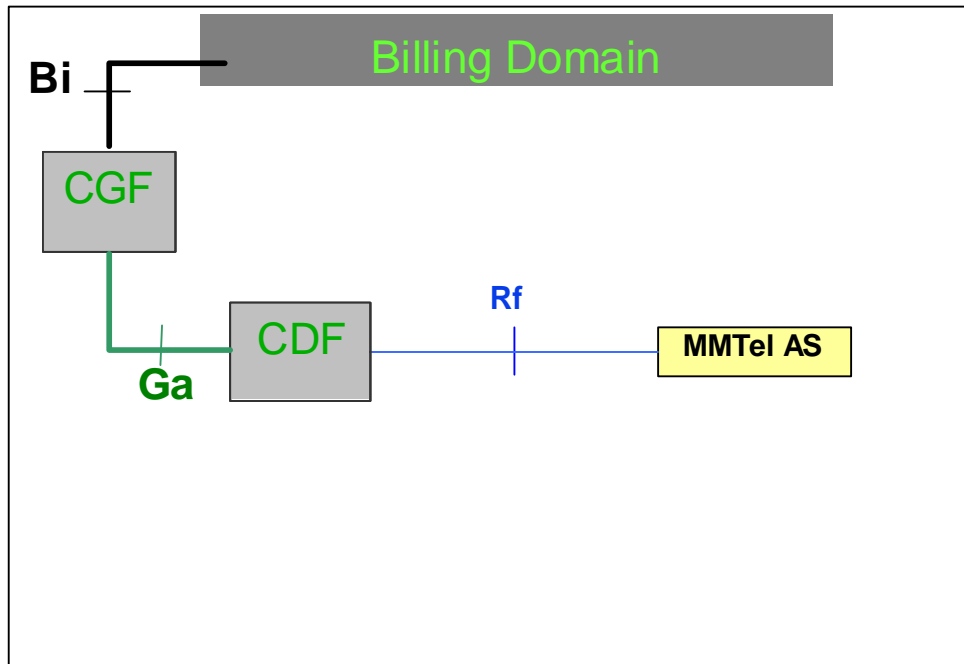 Billing Domain
Bi
CGF
Rf
CDF
MMTel AS
Ga